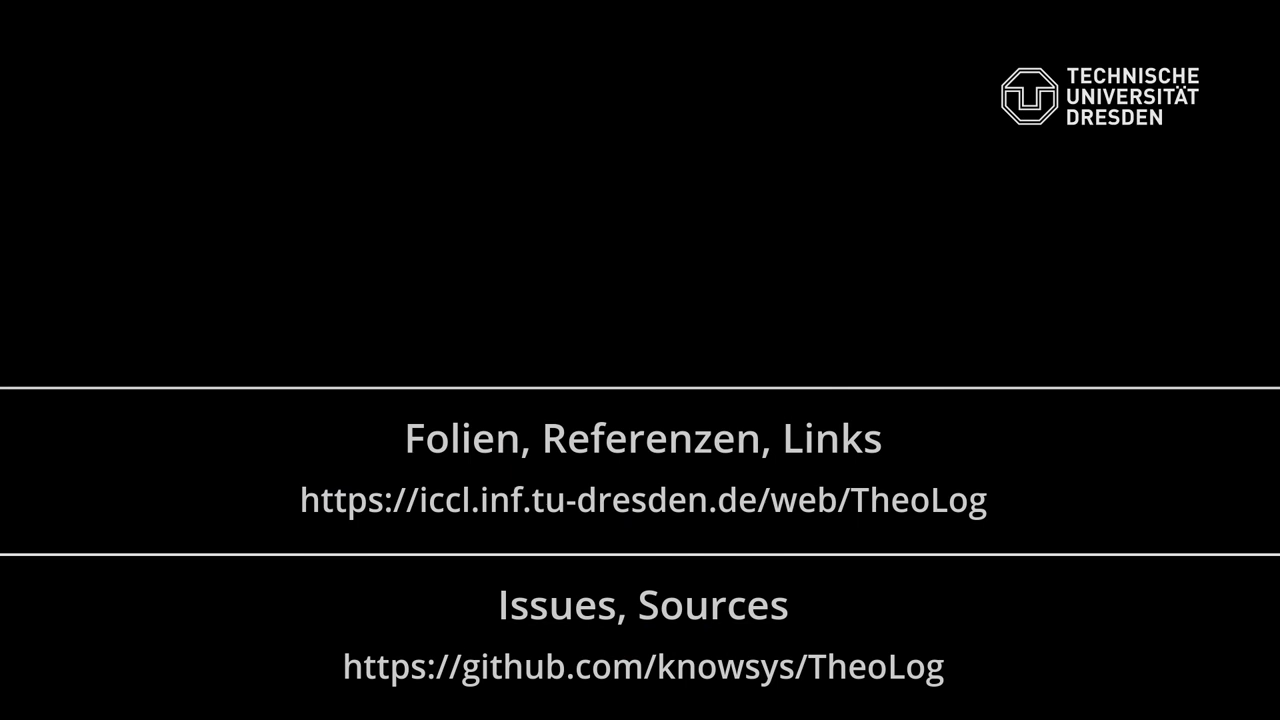 TECHNISCHE
UNIVERSITÄT
DRESDEN
Folien, Referenzen, Links
https://iccl.inf.tu-dresden.de/web/TheoLog
Issues, Sources
https://github.com/knowsys/TheoLog